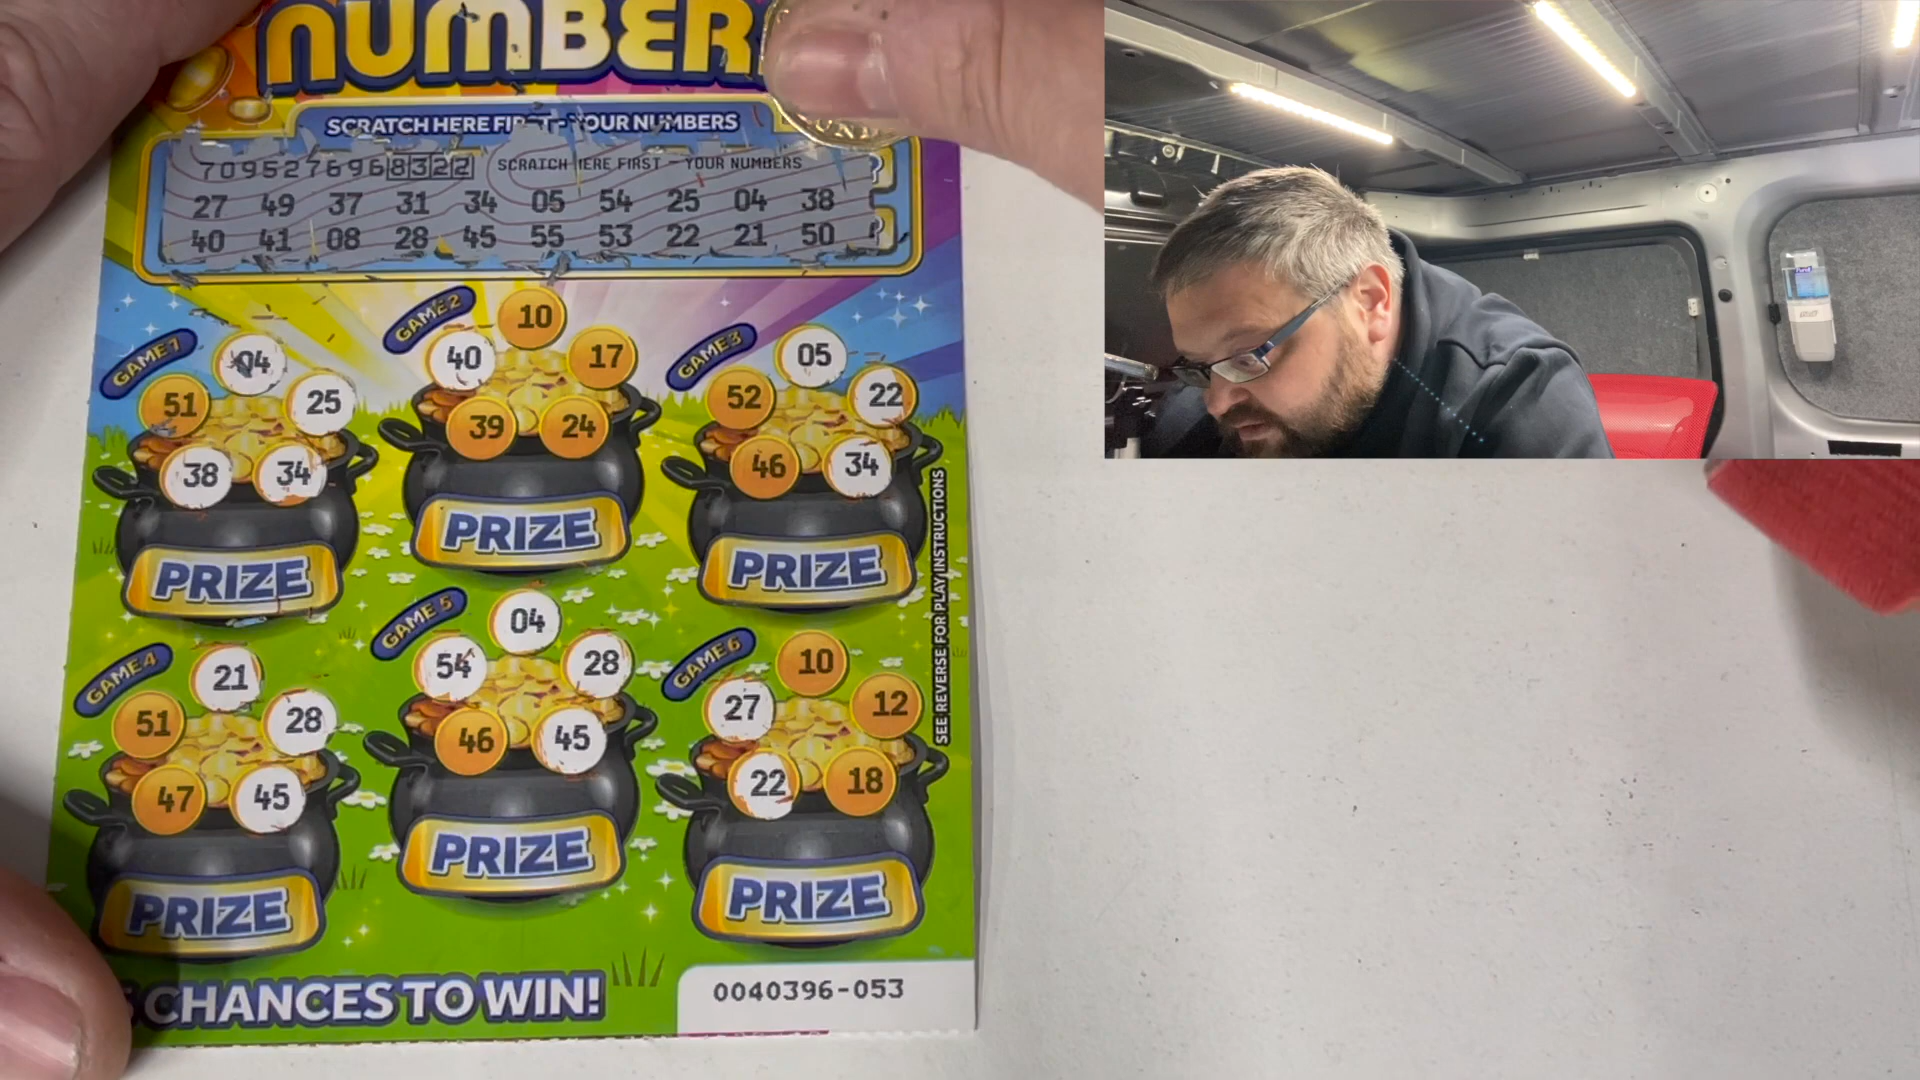 NUMBER
SCRATCH HERE FIRST - YOUR NUMBERS
7095276968322 SCRATCH HERE FIRST - YOUR NUMBERS
27 49 37 31 34 05 54 25 04 38
40 41 08 28 45 55 53 22 21 50
GAME 1
04
51 25
38 34
PRIZE
GAME 2
10
40 17
39 24
PRIZE
GAME 3
05
52 22
46 34
PRIZE
GAME 4
21
51 28
47 45
PRIZE
GAME 5
04
54 28
46 45
PRIZE
GAME 6
10
27 12
22 18
PRIZE
SEE REVERSE FOR PLAY INSTRUCTIONS
CHANCES TO WIN!
0040396-053